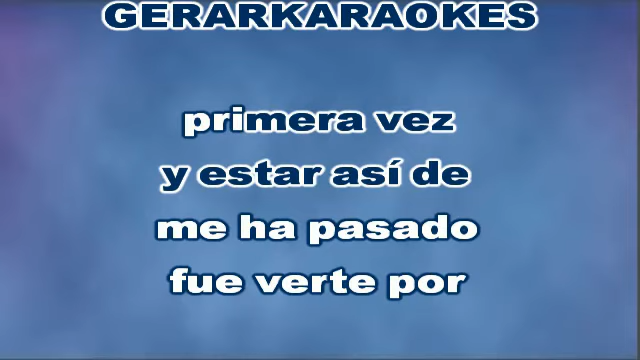 GERARKARAOKES
primera vez
y estar así de
me ha pasado
fue verte por